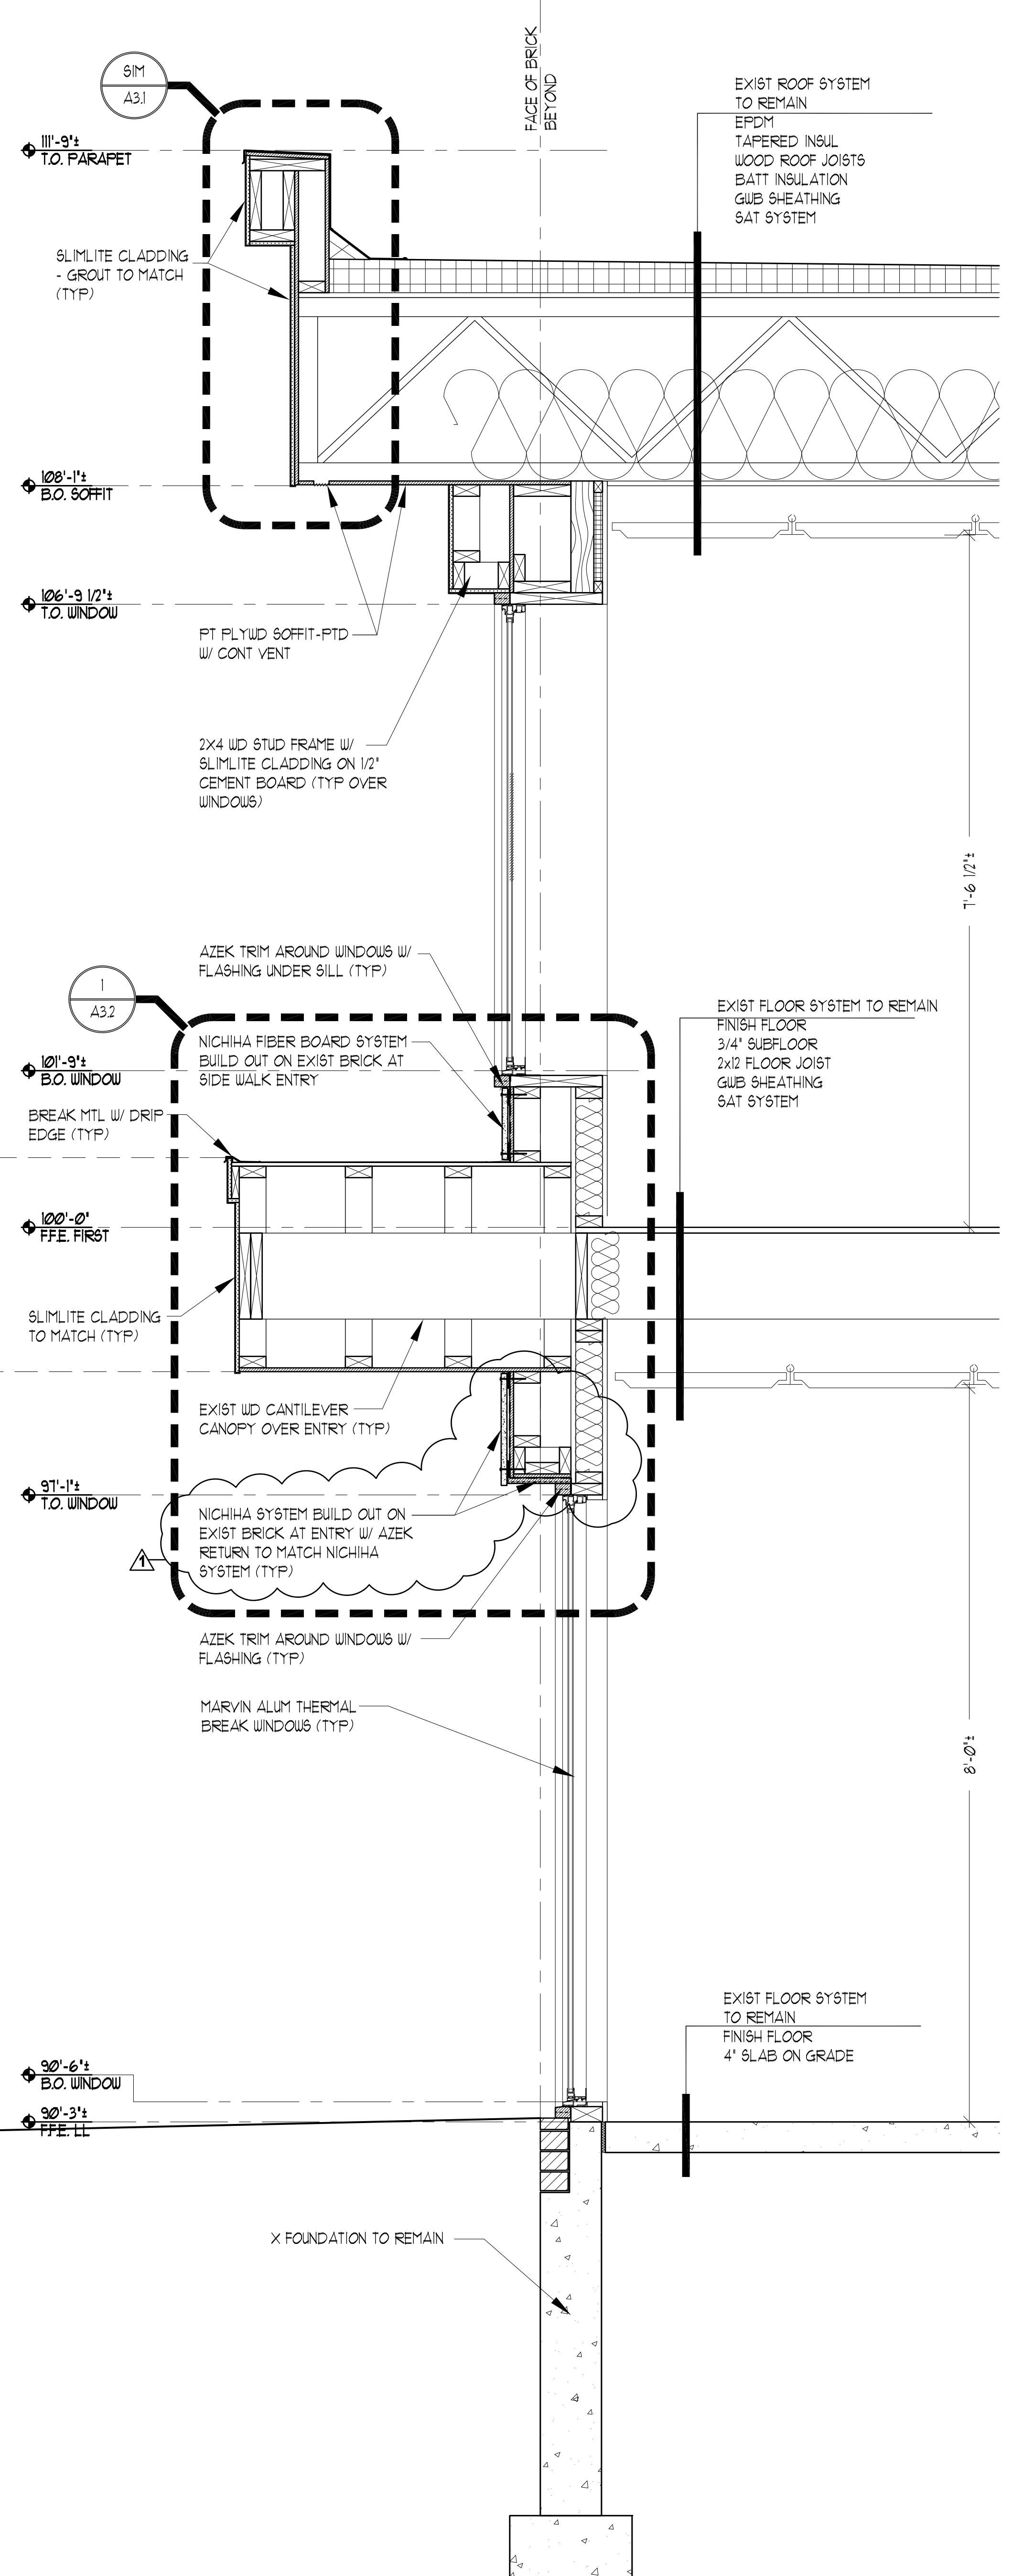 FACE OF BRICK
BEYOND
SIM
A3.1
EXIST ROOF SYSTEM
TO REMAIN
EPDM
TAPERED INSUL
WOOD ROOF JOISTS
BATT INSULATION
GWB SHEATHING
SAT SYSTEM
111'-9"±
T.O. PARAPET
SLIMLITE CLADDING
- GROUT TO MATCH
(TYP)
108'-1"±
B.O. SOFFIT
106'-9 1/2"±
T.O. WINDOW
PT PLYWD SOFFIT-PTD
W/ CONT VENT
2X4 WD STUD FRAME W/
SLIMLITE CLADDING ON 1/2"
CEMENT BOARD (TYP OVER
WINDOWS)
7'-6 1/2"±
AZEK TRIM AROUND WINDOWS W/
FLASHING UNDER SILL (TYP)
1
A3.2
EXIST FLOOR SYSTEM TO REMAIN
FINISH FLOOR
3/4" SUBFLOOR
2x12 FLOOR JOIST
GWB SHEATHING
SAT SYSTEM
NICHIHA FIBER BOARD SYSTEM
BUILD OUT ON EXIST BRICK AT
SIDE WALK ENTRY
101'-9"±
B.O. WINDOW
BREAK MTL W/ DRIP
EDGE (TYP)
100'-0"
F.F.E. FIRST
SLIMLITE CLADDING
TO MATCH (TYP)
EXIST WD CANTILEVER
CANOPY OVER ENTRY (TYP)
97'-1"±
T.O. WINDOW
NICHIHA SYSTEM BUILD OUT ON
EXIST BRICK AT ENTRY W/ AZEK
RETURN TO MATCH NICHIHA
SYSTEM (TYP)
1
AZEK TRIM AROUND WINDOWS W/
FLASHING (TYP)
MARVIN ALUM THERMAL
BREAK WINDOWS (TYP)
8'-0"±
EXIST FLOOR SYSTEM
TO REMAIN
FINISH FLOOR
4" SLAB ON GRADE
90'-6"±
B.O. WINDOW
90'-3"±
F.F.E. LL
X FOUNDATION TO REMAIN